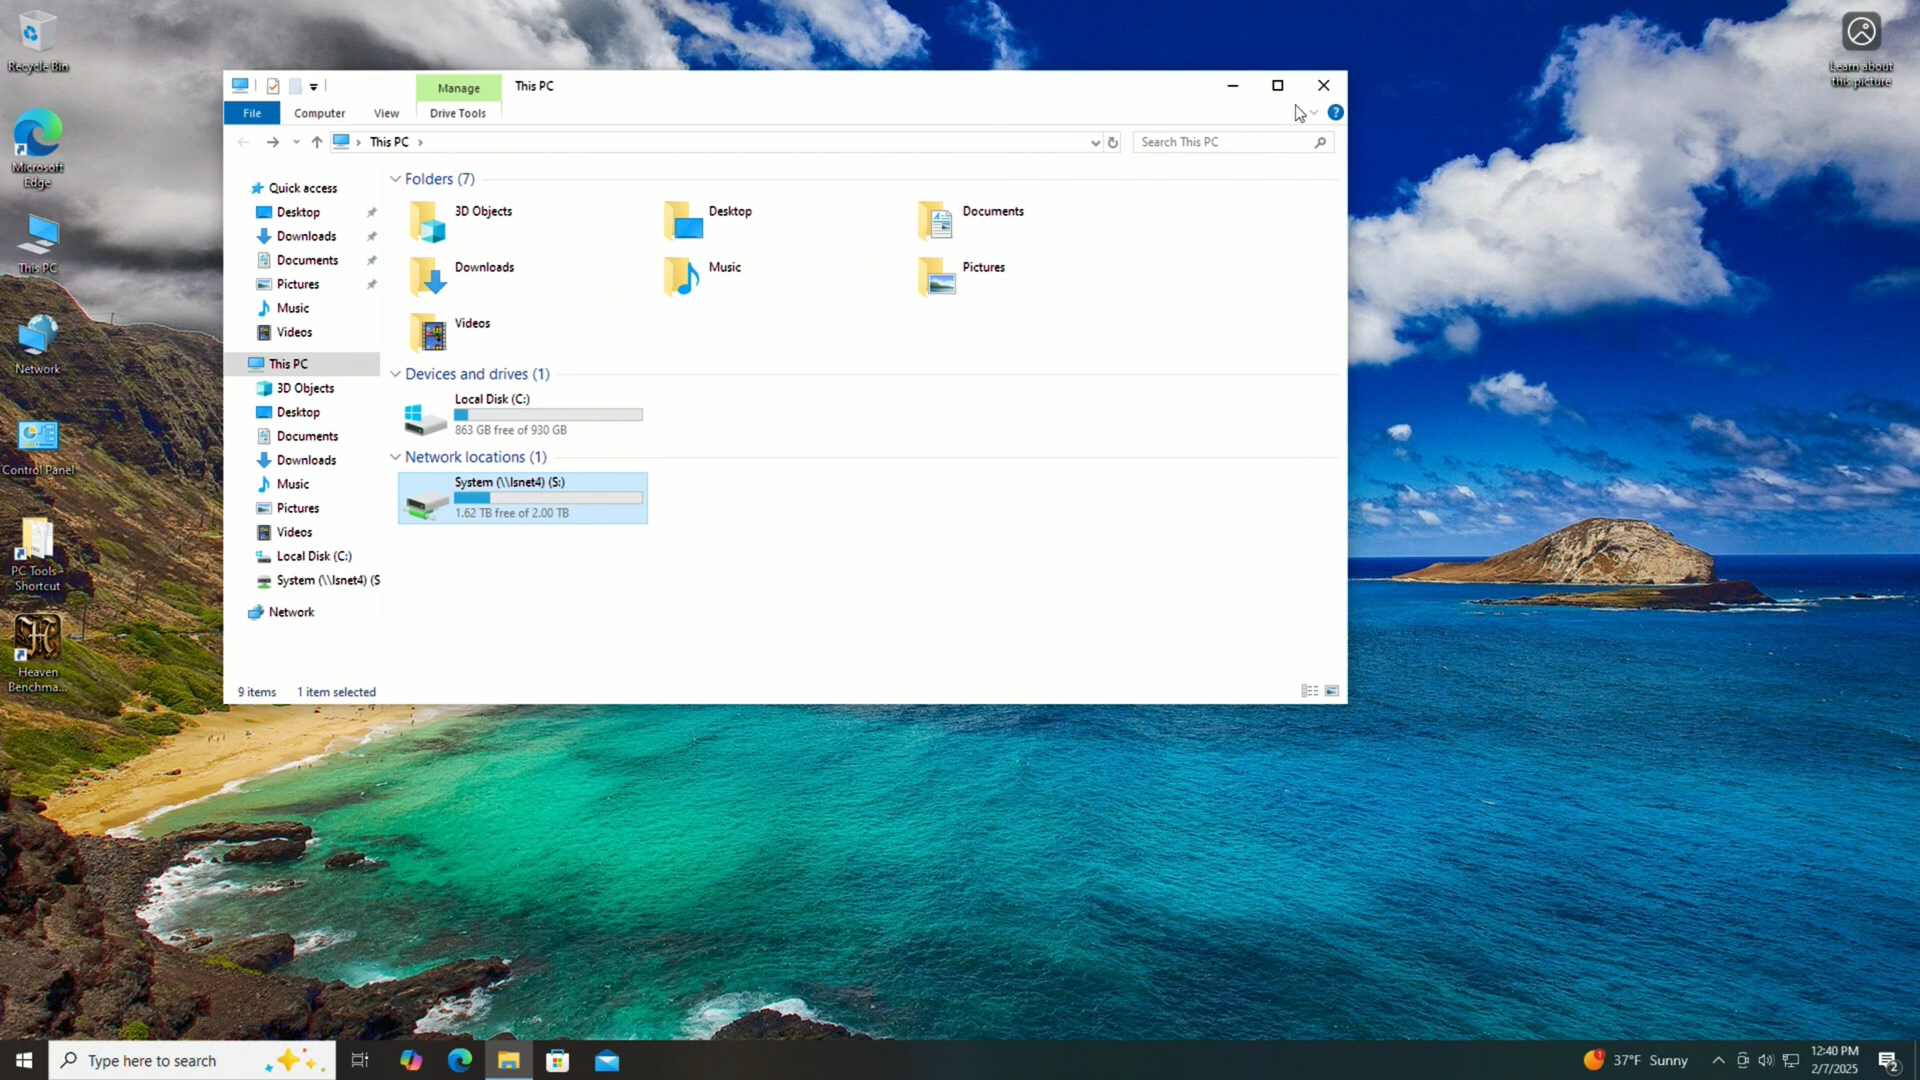 Recycle Bin
Microsoft
Edge
This PC
Network
Control Panel
PC Tools -
Shortcut
Heaven
Benchma...
Learn about
this picture
Manage
This PC
File
Computer
View
Drive Tools
This PC
Search This PC
Quick access
Desktop
Downloads
Documents
Pictures
Music
Videos
This PC
3D Objects
Desktop
Documents
Downloads
Music
Pictures
Videos
Local Disk (C:)
System (\\lsnet4) (S
Network
Folders (7)
3D Objects
Desktop
Documents
Downloads
Music
Pictures
Videos
Devices and drives (1)
Local Disk (C:)
863 GB free of 930 GB
Network locations (1)
System (\\lsnet4) (S:)
1.62 TB free of 2.00 TB
9 items
1 item selected
Type here to search
1
37°F Sunny
12:40 PM
2/7/2025
2